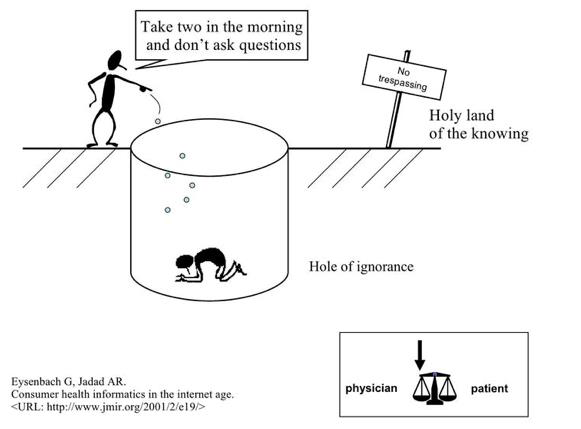 Take two in the morning
and don't ask questions
No
trespassing
Holy land
of the knowing
Hole of ignorance
physician
patient
Eysenbach G, Jadad AR.
Consumer health informatics in the internet age.
<URL: http://www.jmir.org/2001/2/e19/>